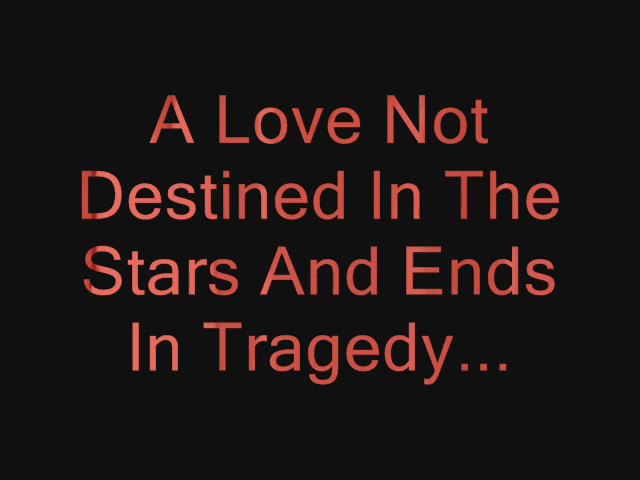 A Love Not
Destined In The
Stars And Ends
In Tragedy...